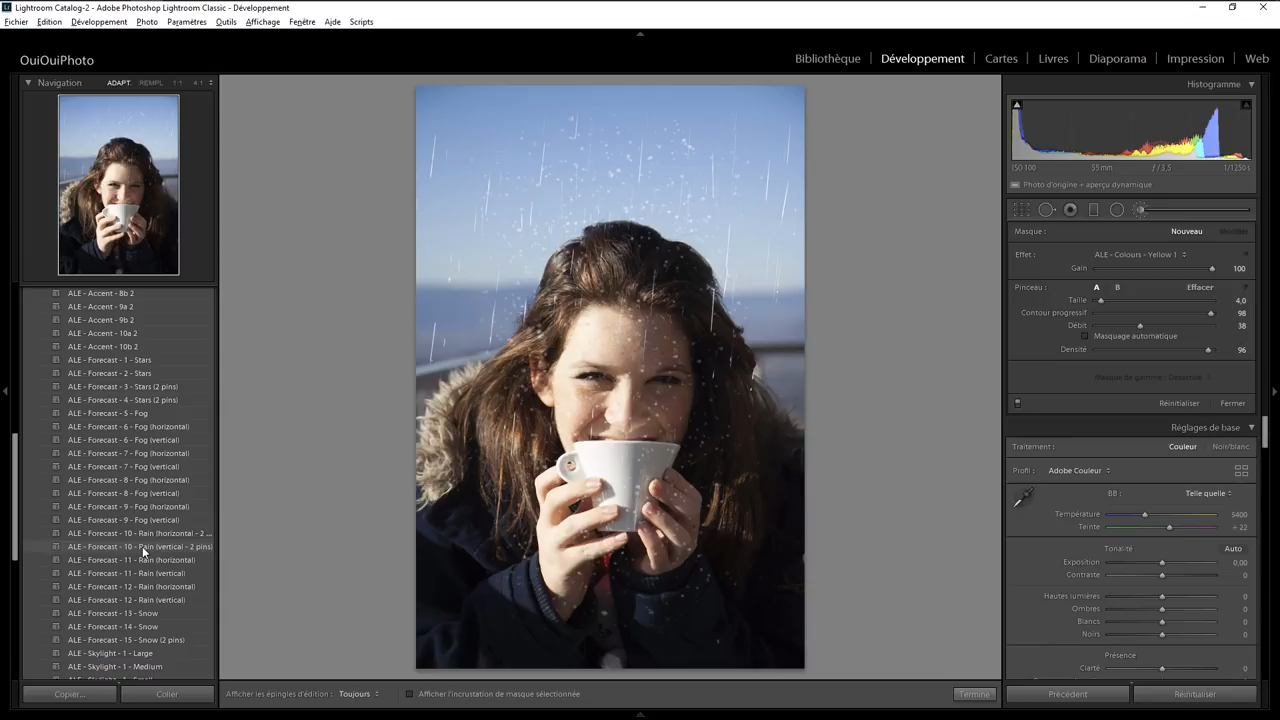 Lightroom Catalog-2 - Adobe Photoshop Lightroom Classic - Développement
Fichier Edition Développement Photo Paramètres Outils Affichage Fenêtre Aide Scripts
OuiOuiPhoto
Bibliothèque | Développement | Cartes | Livres | Diaporama | Impression | Web
Navigation ADAPT. REMPL. 1:1 4:1
ALE - Accent - 8b 2
ALE - Accent - 9a 2
ALE - Accent - 9b 2
ALE - Accent - 10a 2
ALE - Accent - 10b 2
ALE - Forecast - 1 - Stars
ALE - Forecast - 2 - Stars
ALE - Forecast - 3 - Stars (2 pins)
ALE - Forecast - 4 - Stars (2 pins)
ALE - Forecast - 5 - Fog
ALE - Forecast - 6 - Fog (horizontal)
ALE - Forecast - 6 - Fog (vertical)
ALE - Forecast - 7 - Fog (horizontal)
ALE - Forecast - 7 - Fog (vertical)
ALE - Forecast - 8 - Fog (horizontal)
ALE - Forecast - 8 - Fog (vertical)
ALE - Forecast - 9 - Fog (horizontal)
ALE - Forecast - 9 - Fog (vertical)
ALE - Forecast - 10 - Rain (horizontal - 2 ...
ALE - Forecast - 10 - Rain (vertical - 2 pins)
ALE - Forecast - 11 - Rain (horizontal)
ALE - Forecast - 11 - Rain (vertical)
ALE - Forecast - 12 - Rain (horizontal)
ALE - Forecast - 12 - Rain (vertical)
ALE - Forecast - 13 - Snow
ALE - Forecast - 14 - Snow
ALE - Forecast - 15 - Snow (2 pins)
ALE - Skylight - 1 - Large
ALE - Skylight - 1 - Medium
Copier... Coller
Afficher les épingles d'édition : Toujours Afficher l'incrustation de masque sélectionnée Terminé
Histogramme
ISO 100 55 mm ƒ / 3,5 1/1250s
Photo d'origine + aperçu dynamique
Masque : Nouveau
Effet : ALE - Colours - Yellow 1
Gain 100
Pinceau : A B Effacer
Taille 4,0
Contour progressif 98
Débit 38
Masquage automatique
Densité 96
Masque de gamme : Désactivé
Réinitialiser Fermer
Réglages de base
Traitement : Couleur Noir/blanc
Profil : Adobe Couleur
BB : Telle quelle
Température 5400
Teinte + 22
Tonalité Auto
Exposition 0,00
Contraste 0
Hautes lumières 0
Ombres 0
Blancs 0
Noirs 0
Présence
Clarté 0
Précédent Réinitialiser